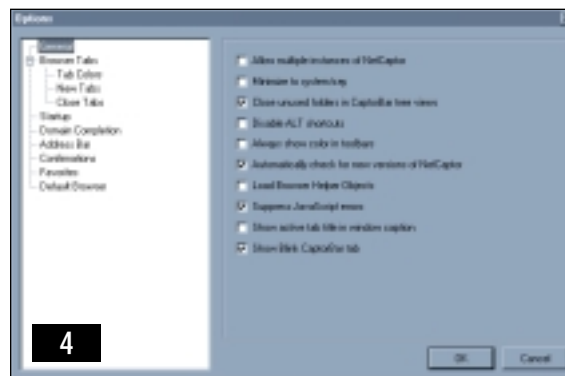 Options
General
Browser Tabs
Tab Colors
New Tabs
Close Tabs
Startup
Domain Completion
Address Bar
Confirmations
Favorites
Default Browser
Allow multiple instances of NetCaptor
Minimize to system tray
Close unused folders in CaptorBar tree views
Disable ALT shortcuts
Always show color in toolbars
Automatically check for new versions of NetCaptor
Load Browser Helper Objects
Suppress JavaScript errors
Show active tab title in window caption
Show Blink CaptorBar tab
OK
Cancel
4